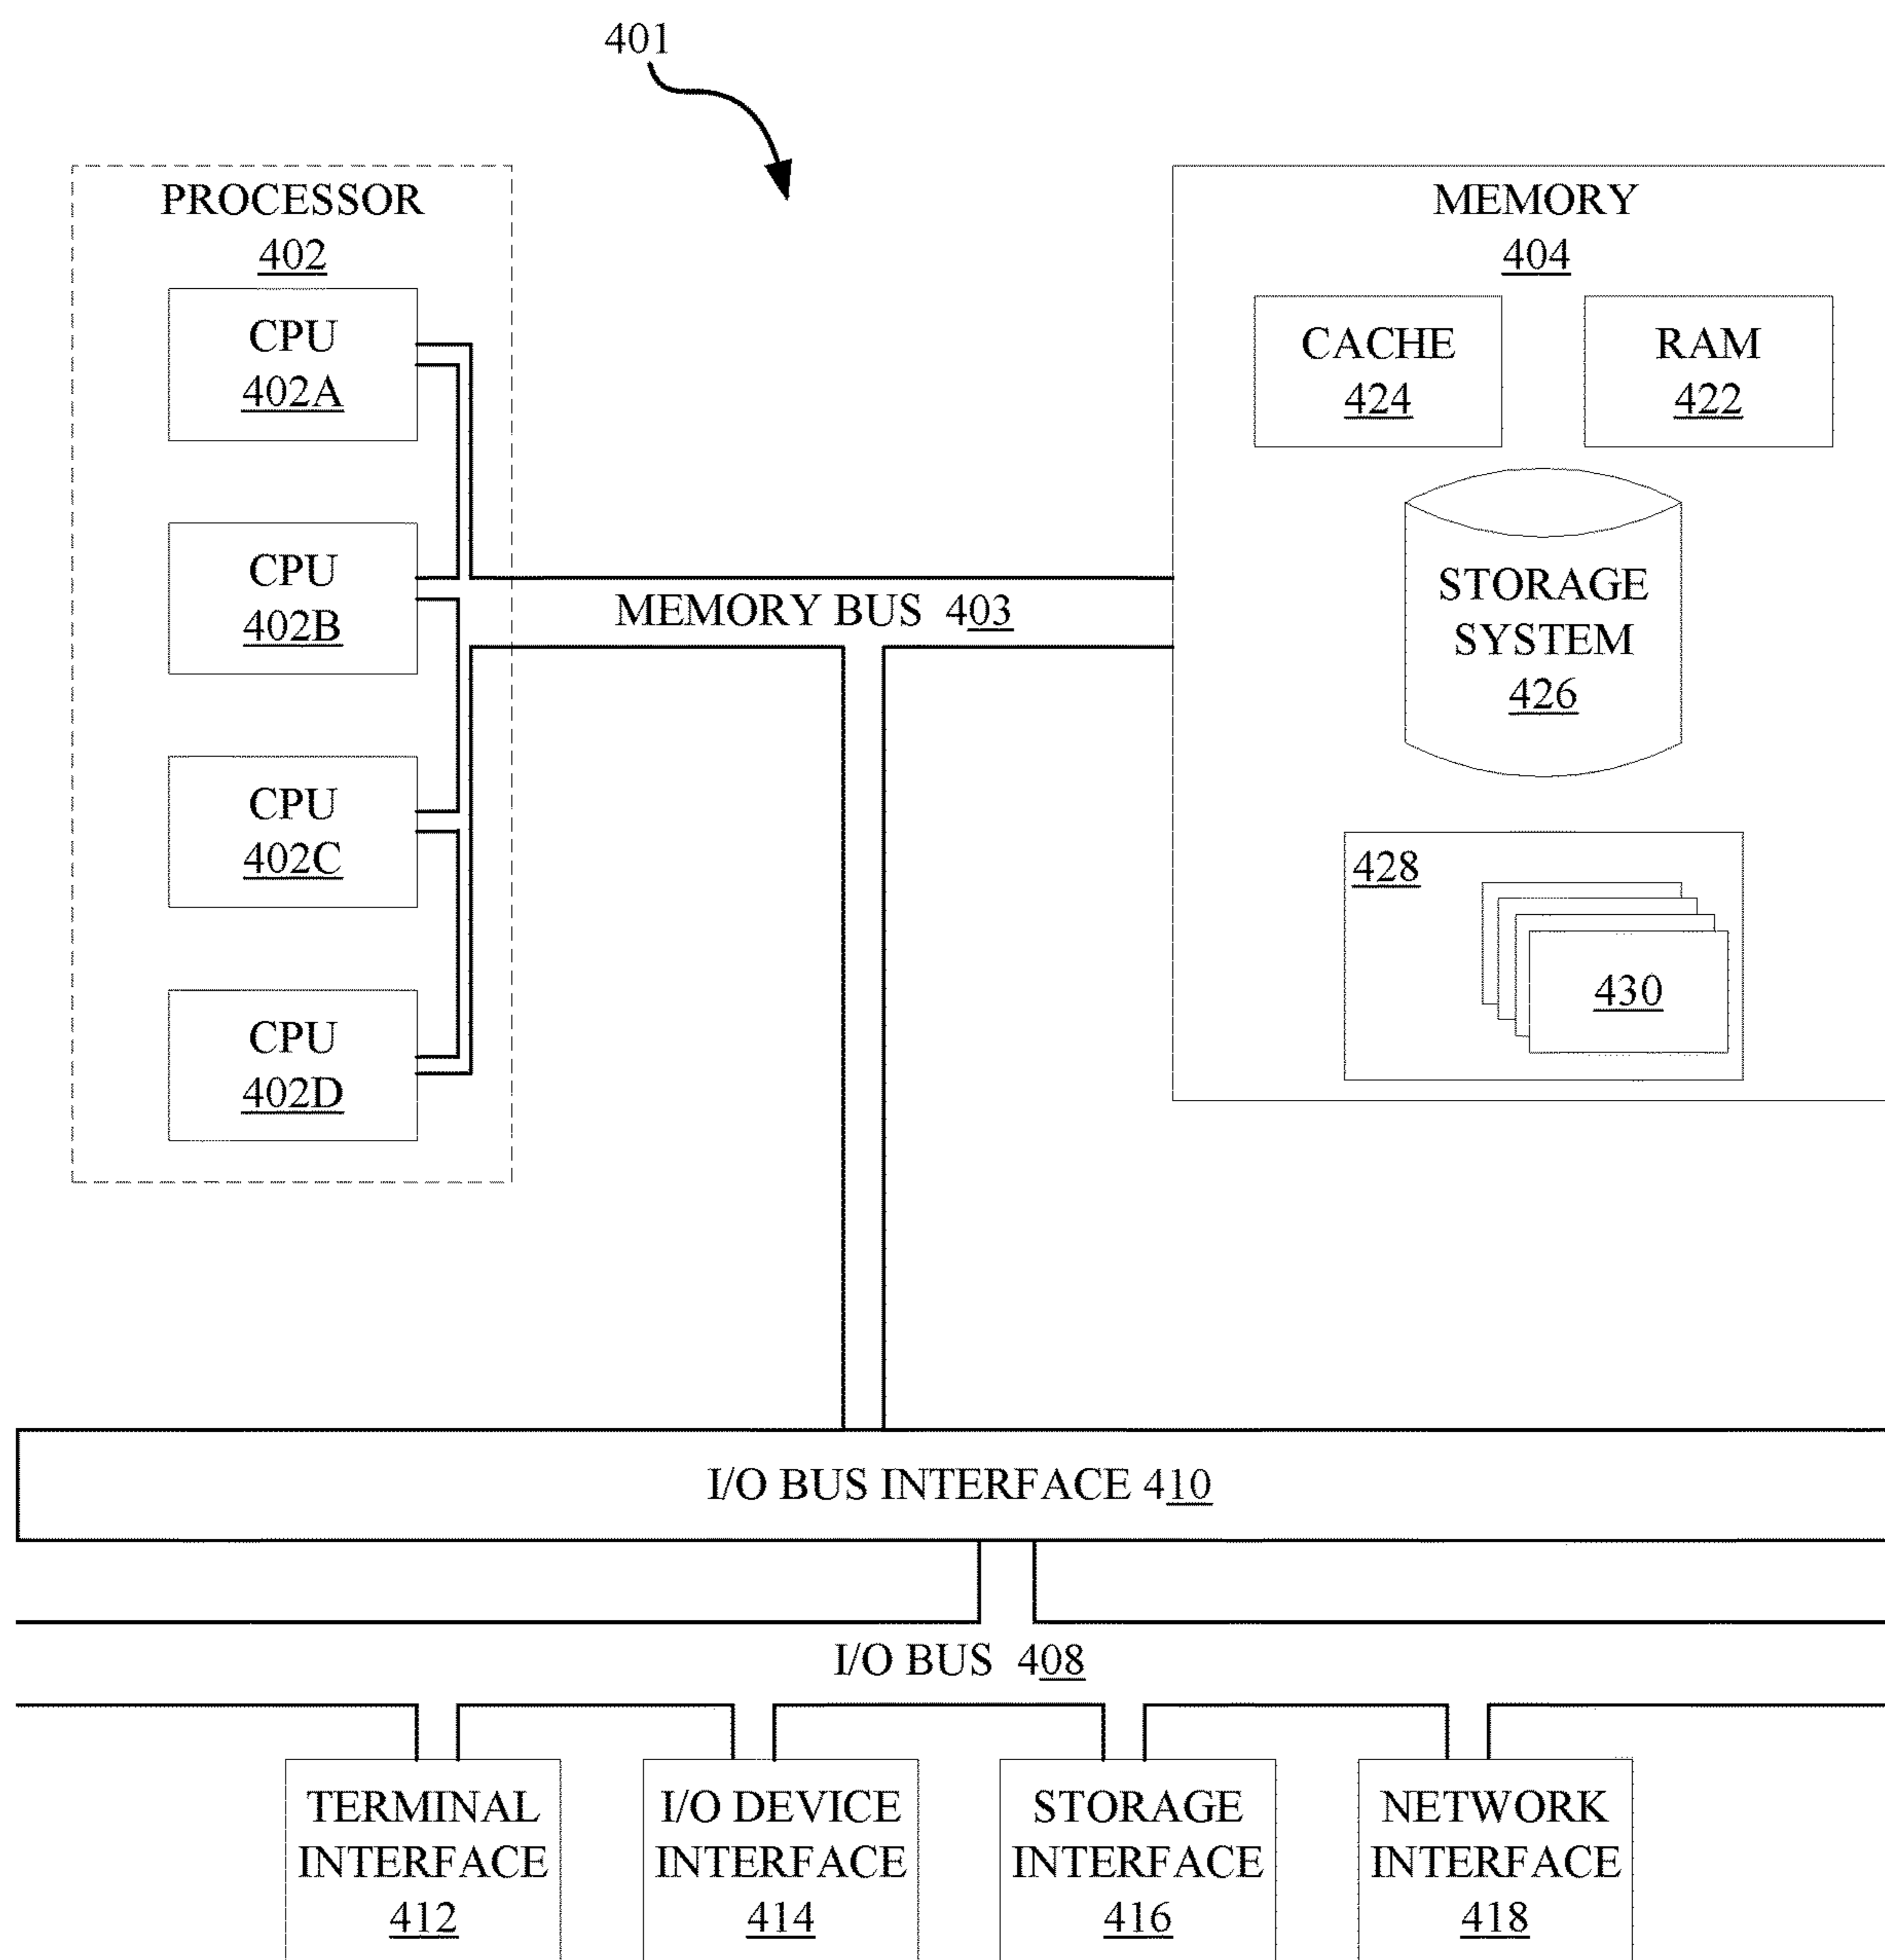 401
PROCESSOR
402
CPU
402A
CPU
402B
CPU
402C
CPU
402D
MEMORY BUS 403
MEMORY
404
CACHE
424
RAM
422
STORAGE
SYSTEM
426
428
430
I/O BUS INTERFACE 410
I/O BUS 408
TERMINAL
INTERFACE
412
I/O DEVICE
INTERFACE
414
STORAGE
INTERFACE
416
NETWORK
INTERFACE
418